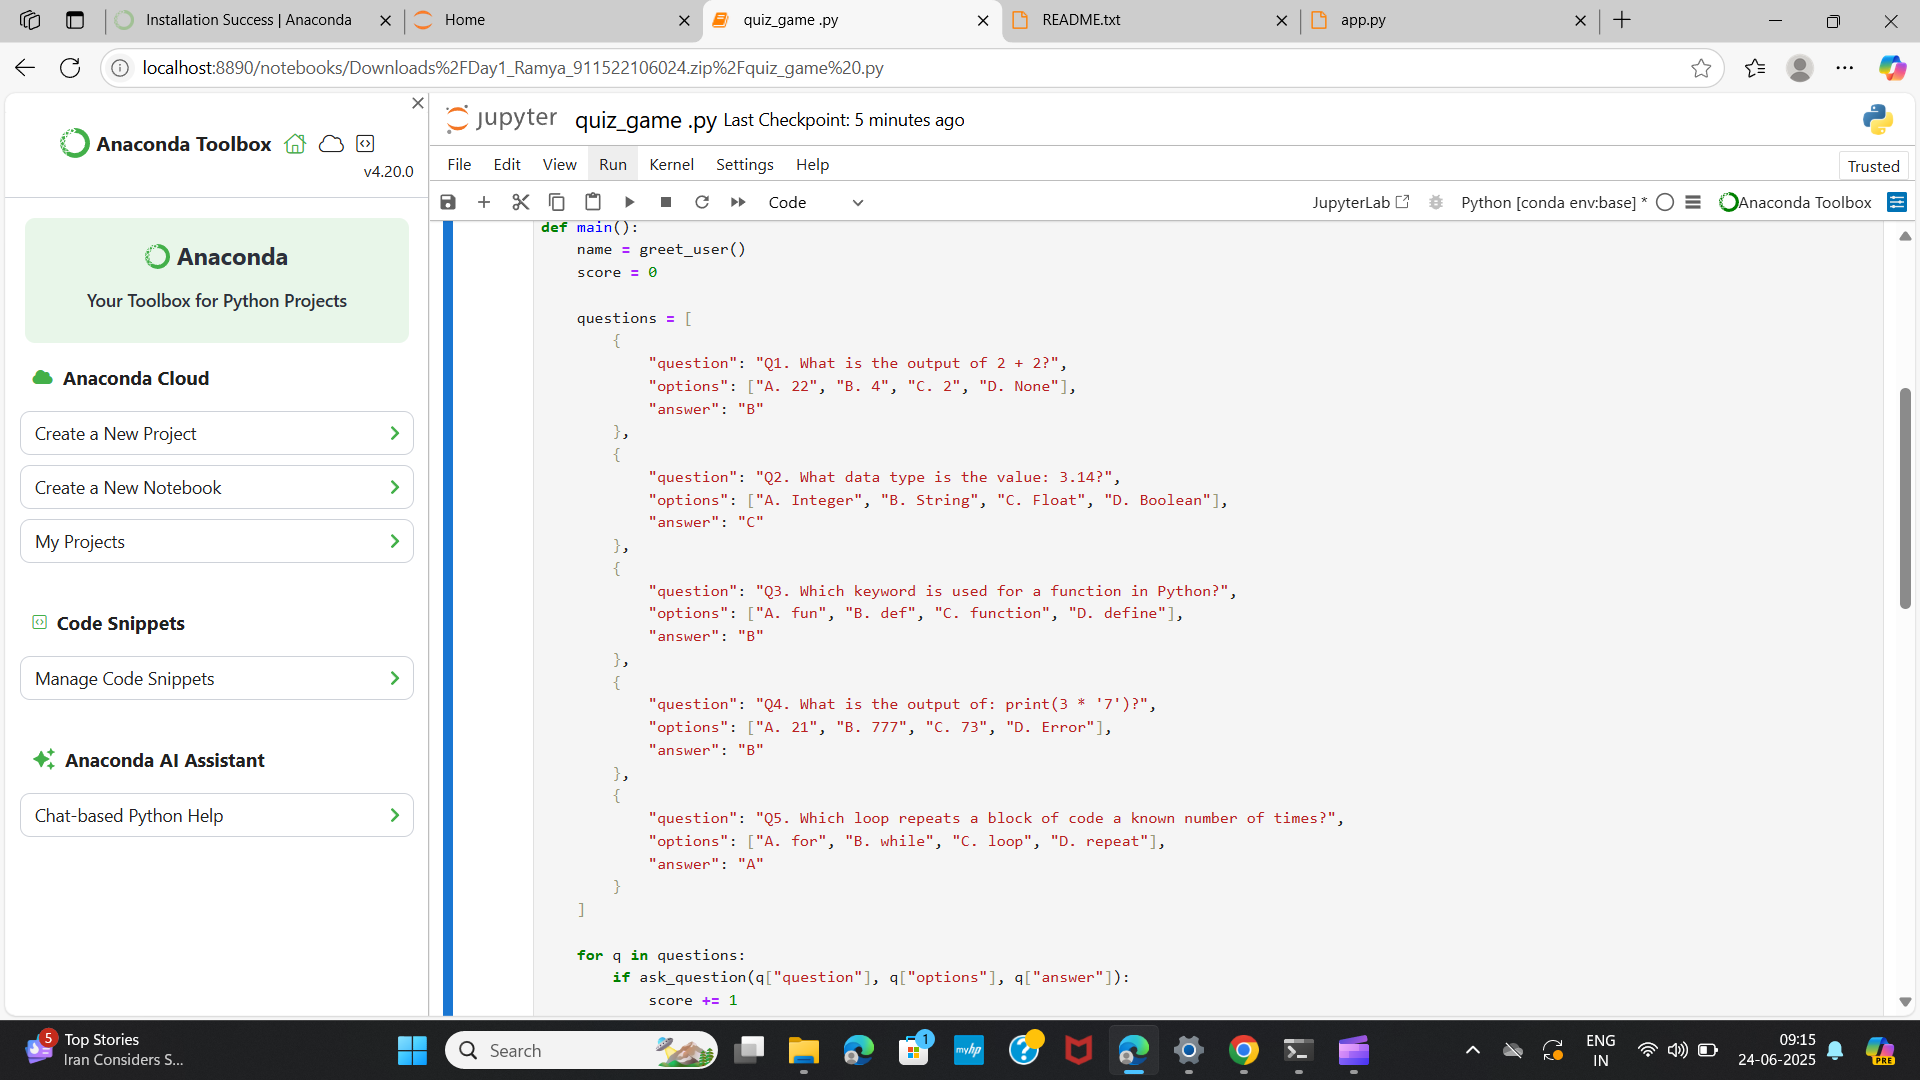 Installation Success | Anaconda
Home
quiz_game .py
README.txt
app.py
localhost:8890/notebooks/Downloads%2FDay1_Ramya_911522106024.zip%2Fquiz_game%20.py
Anaconda Toolbox
v4.20.0
Anaconda
Your Toolbox for Python Projects
Anaconda Cloud
Create a New Project
Create a New Notebook
My Projects
Code Snippets
Manage Code Snippets
Anaconda AI Assistant
Chat-based Python Help
jupyter quiz_game .py Last Checkpoint: 5 minutes ago
File Edit View Run Kernel Settings Help
Trusted
Code
JupyterLab
Python [conda env:base] *
Anaconda Toolbox
def main():
    name = greet_user()
    score = 0
    questions = [
        {
            "question": "Q1. What is the output of 2 + 2?",
            "options": ["A. 22", "B. 4", "C. 2", "D. None"],
            "answer": "B"
        },
        {
            "question": "Q2. What data type is the value: 3.14?",
            "options": ["A. Integer", "B. String", "C. Float", "D. Boolean"],
            "answer": "C"
        },
        {
            "question": "Q3. Which keyword is used for a function in Python?",
            "options": ["A. fun", "B. def", "C. function", "D. define"],
            "answer": "B"
        },
        {
            "question": "Q4. What is the output of: print(3 * '7')?",
            "options": ["A. 21", "B. 777", "C. 73", "D. Error"],
            "answer": "B"
        },
        {
            "question": "Q5. Which loop repeats a block of code a known number of times?",
            "options": ["A. for", "B. while", "C. loop", "D. repeat"],
            "answer": "A"
        }
    ]
    for q in questions:
        if ask_question(q["question"], q["options"], q["answer"]):
            score += 1
5
Top Stories
Iran Considers S...
Search
1
myhp
ENG
IN
09:15
24-06-2025
PRE